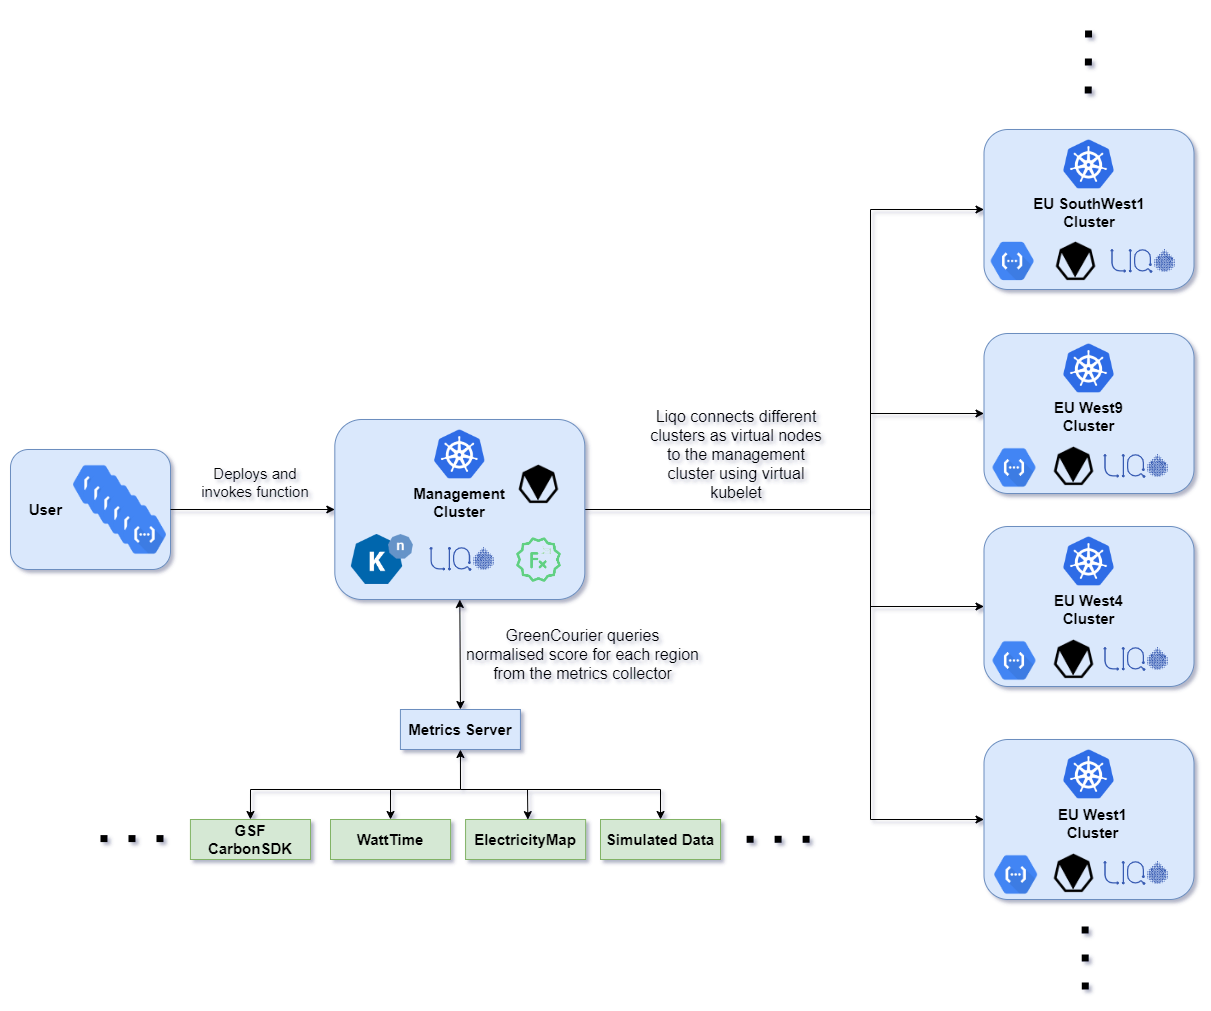 EU SouthWest1
Cluster
LIQO
EU West9
Cluster
LIQO
Liqo connects different
clusters as virtual nodes
to the management
cluster using virtual
kubelet
User
Deploys and
invokes function
Management
Cluster
K n
LIQO
Fx
EU West4
Cluster
LIQO
GreenCourier queries
normalised score for each region
from the metrics collector
Metrics Server
GSF
CarbonSDK
WattTime
ElectricityMap
Simulated Data
EU West1
Cluster
LIQO